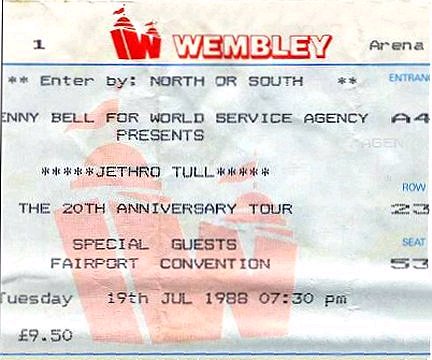 1 WEMBLEY Arena
** Enter by: NORTH OR SOUTH ** ENTRANC
ENNY BELL FOR WORLD SERVICE AGENCY A4
PRESENTS
AGEN
*****JETHRO TULL*****
ROW
THE 20TH ANNIVERSARY TOUR 23
SPECIAL GUESTS SEAT
FAIRPORT CONVENTION 53
Tuesday 19th JUL 1988 07:30 pm
£9.50